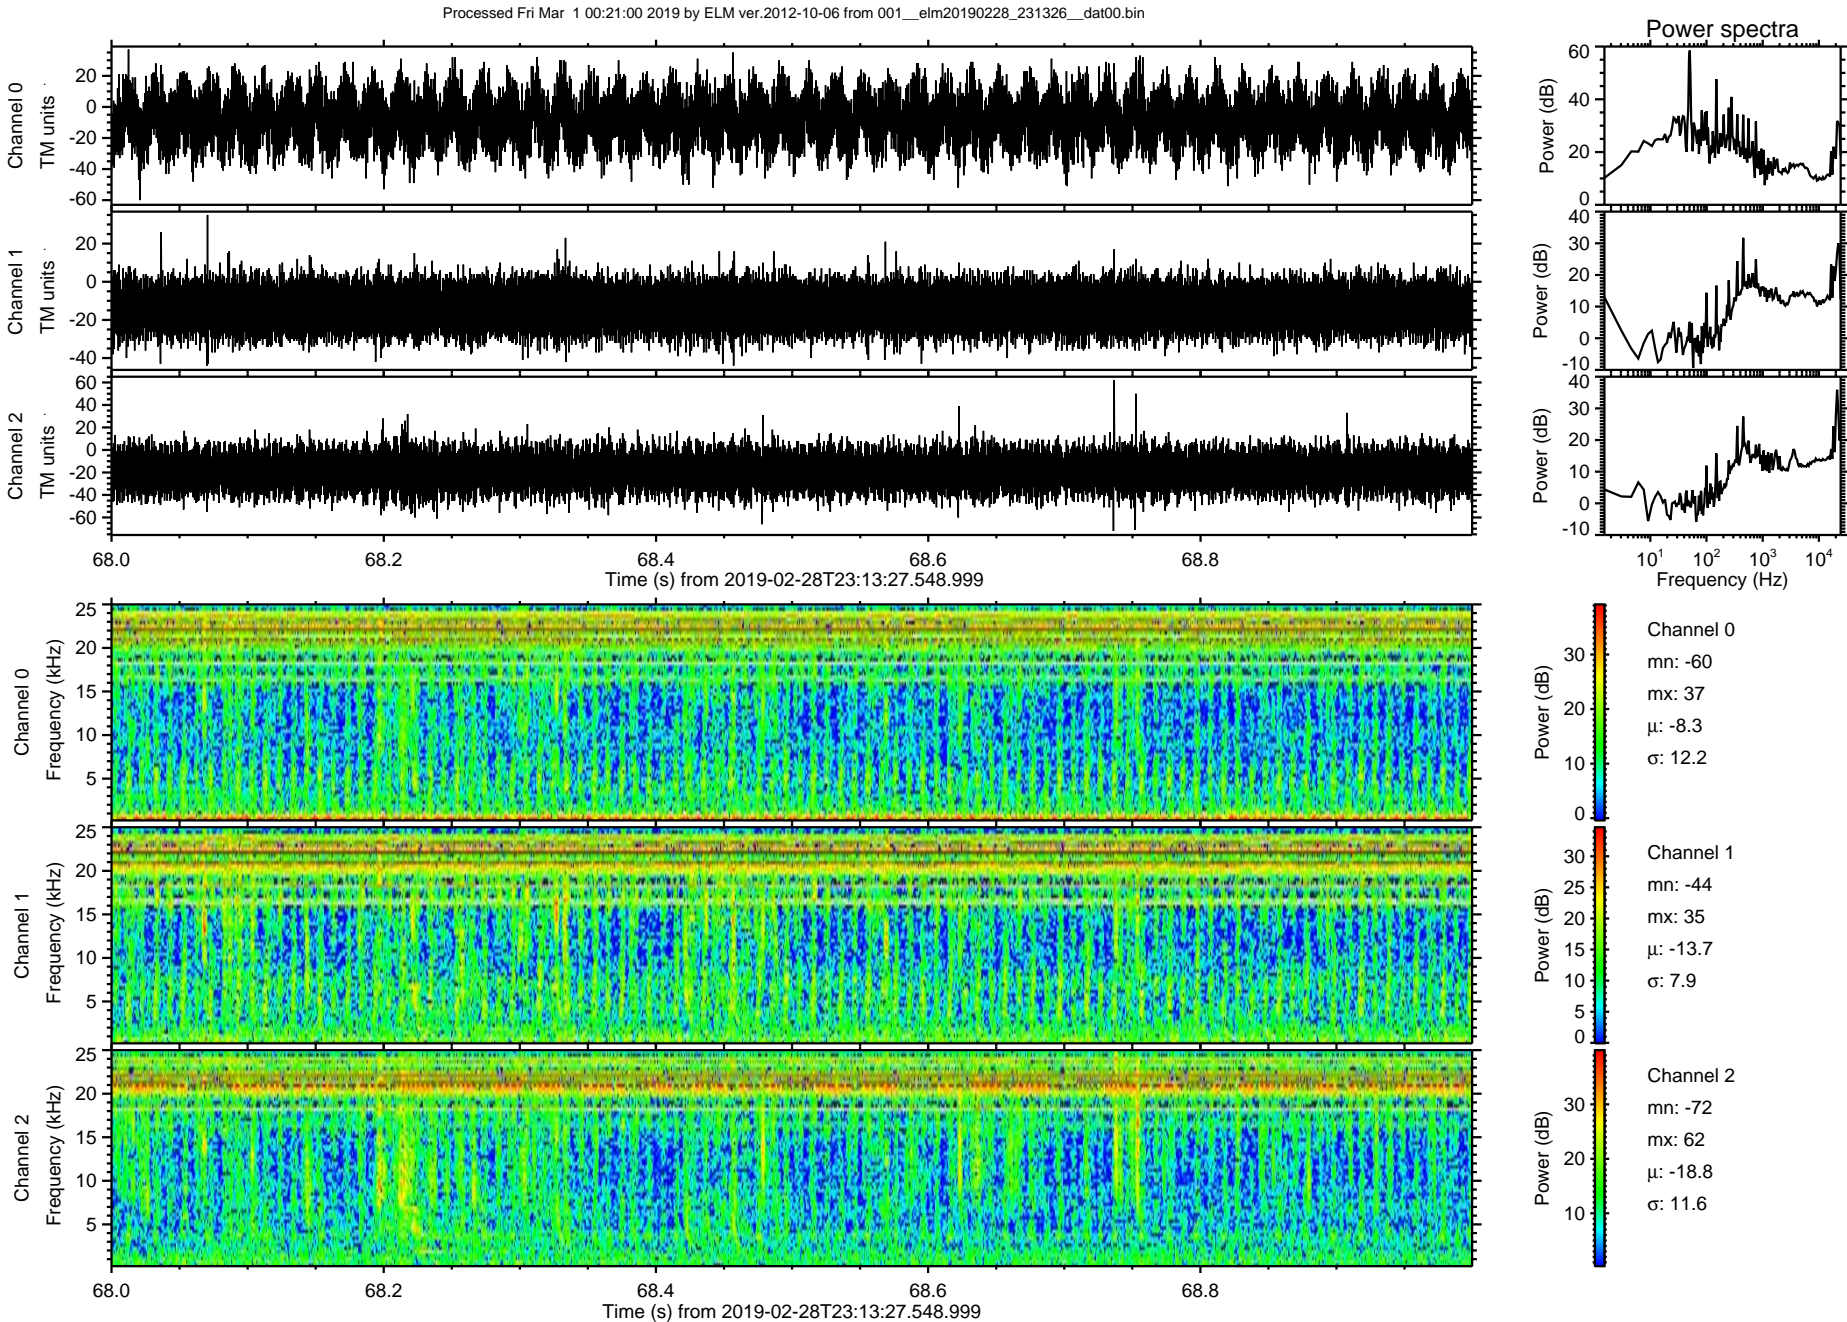 Processed Fri Mar 1 00:21:00 2019 by ELM ver.2012-10-06 from 001__elm20190228_231326__dat00.bin
Power spectra
Channel 0
TM units
20
0
-20
-40
-60
Power (dB)
60
40
20
0
Channel 1
TM units
20
0
-20
-40
Power (dB)
40
30
20
10
0
-10
Channel 2
TM units
60
40
20
0
-20
-40
-60
Power (dB)
40
30
20
10
0
-10
68.0 68.2 68.4 68.6 68.8
Time (s) from 2019-02-28T23:13:27.548.999
10^1 10^2 10^3 10^4
Frequency (Hz)
Channel 0
Frequency (kHz)
25
20
15
10
5
Power (dB)
30
20
10
0
Channel 0
mn: -60
mx: 37
μ: -8.3
σ: 12.2
Channel 1
Frequency (kHz)
25
20
15
10
5
Power (dB)
30
25
20
15
10
5
0
Channel 1
mn: -44
mx: 35
μ: -13.7
σ: 7.9
Channel 2
Frequency (kHz)
25
20
15
10
5
Power (dB)
30
20
10
Channel 2
mn: -72
mx: 62
μ: -18.8
σ: 11.6
68.0 68.2 68.4 68.6 68.8
Time (s) from 2019-02-28T23:13:27.548.999